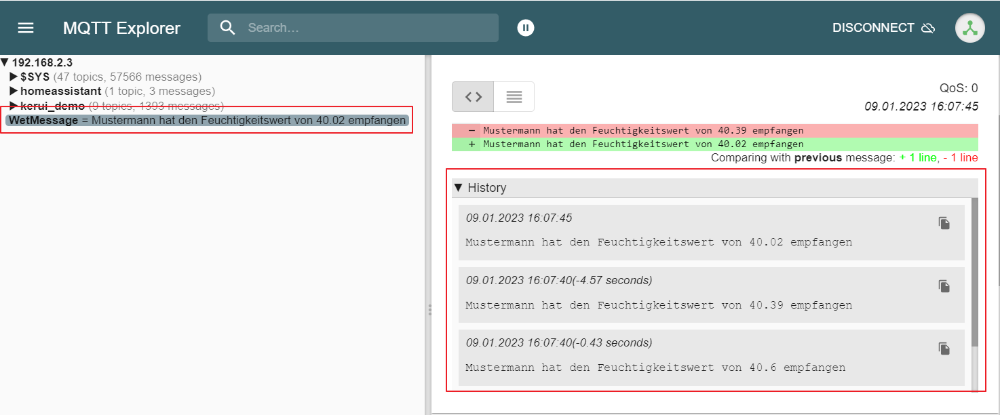 MQTT Explorer
Search...
DISCONNECT
192.168.2.3
$SYS (47 topics, 57566 messages)
homeassistant (1 topic, 3 messages)
kerui_demo (9 topics, 1393 messages)
WetMessage = Mustermann hat den Feuchtigkeitswert von 40.02 empfangen
QoS: 0
09.01.2023 16:07:45
- Mustermann hat den Feuchtigkeitswert von 40.39 empfangen
+ Mustermann hat den Feuchtigkeitswert von 40.02 empfangen
Comparing with previous message: + 1 line, - 1 line
History
09.01.2023 16:07:45
Mustermann hat den Feuchtigkeitswert von 40.02 empfangen
09.01.2023 16:07:40(-4.57 seconds)
Mustermann hat den Feuchtigkeitswert von 40.39 empfangen
09.01.2023 16:07:40(-0.43 seconds)
Mustermann hat den Feuchtigkeitswert von 40.6 empfangen